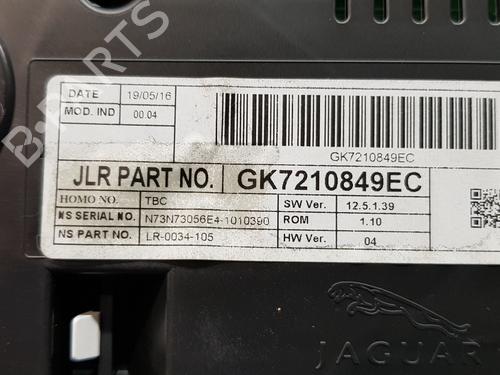 DATE 19/05/16
MOD. IND 00.04
GK7210849EC
JLR PART NO. GK7210849EC
HOMO NO. TBC SW Ver. 12.5.1.39
NS SERIAL NO. N73N73056E4-1010390 ROM 1.10
NS PART NO. LR-0034-105 HW Ver. 04
JAGUAR
B-PARTS